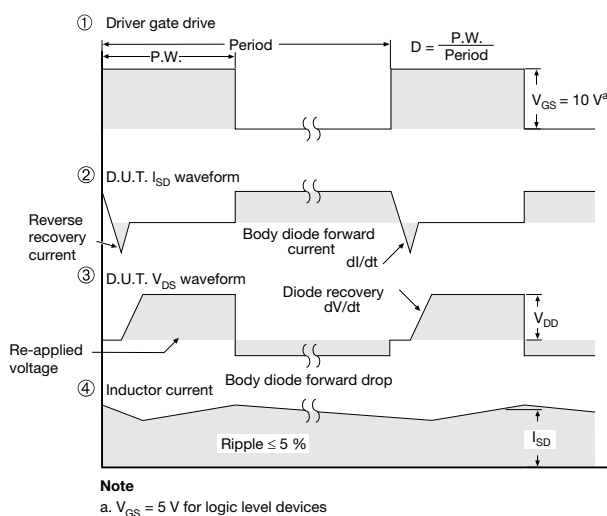 ① Driver gate drive
Period
P.W.
D = P.W. / Period
V_GS = 10 V^a
② D.U.T. I_SD waveform
Reverse
recovery
current
Body diode forward
current
dI/dt
③ D.U.T. V_DS waveform
Diode recovery
dV/dt
V_DD
Re-applied
voltage
Body diode forward drop
④ Inductor current
Ripple ≤ 5 %
I_SD
Note
a. V_GS = 5 V for logic level devices